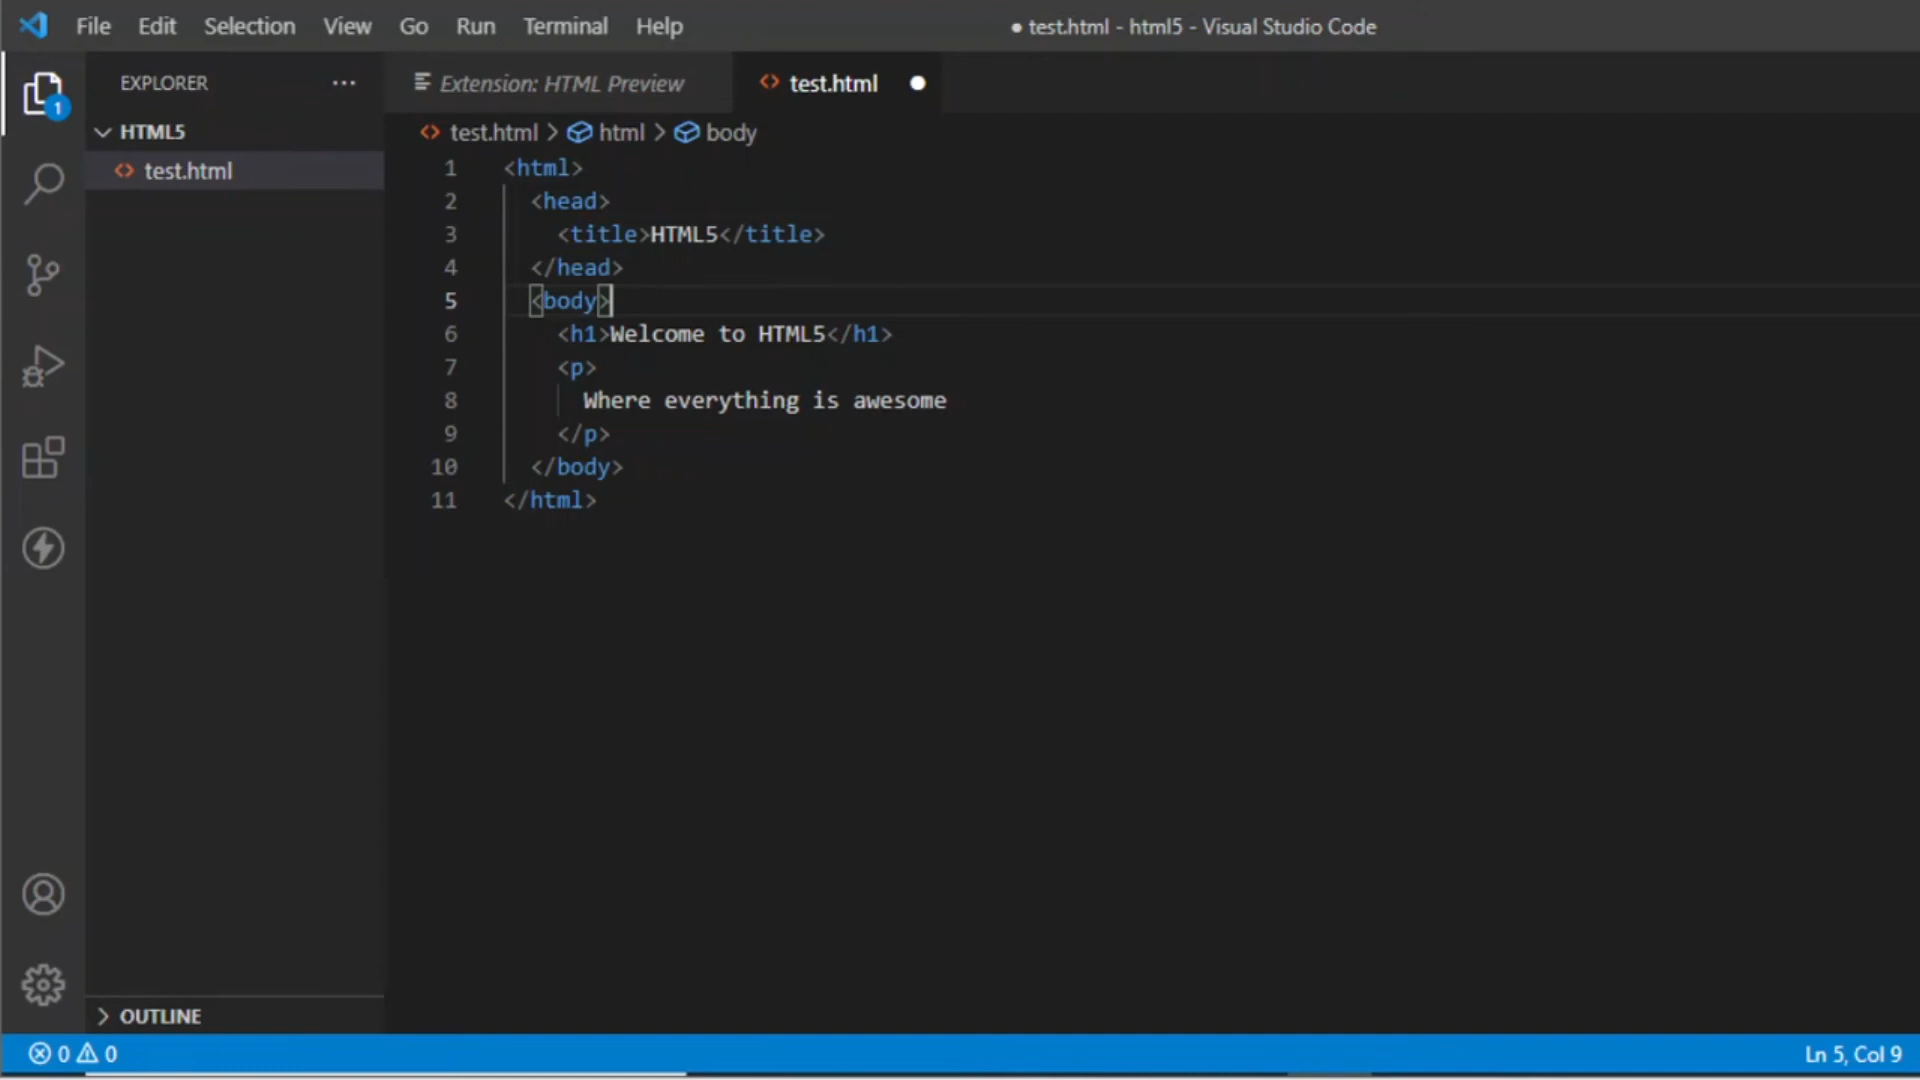 File Edit Selection View Go Run Terminal Help ● test.html - html5 - Visual Studio Code
EXPLORER ···
Extension: HTML Preview
test.html ●
1
HTML5
test.html
test.html > html > body
1 <html>
2 <head>
3 <title>HTML5</title>
4 </head>
5 <body>
6 <h1>Welcome to HTML5</h1>
7 <p>
8 Where everything is awesome
9 </p>
10 </body>
11 </html>
OUTLINE
0 0 Ln 5, Col 9